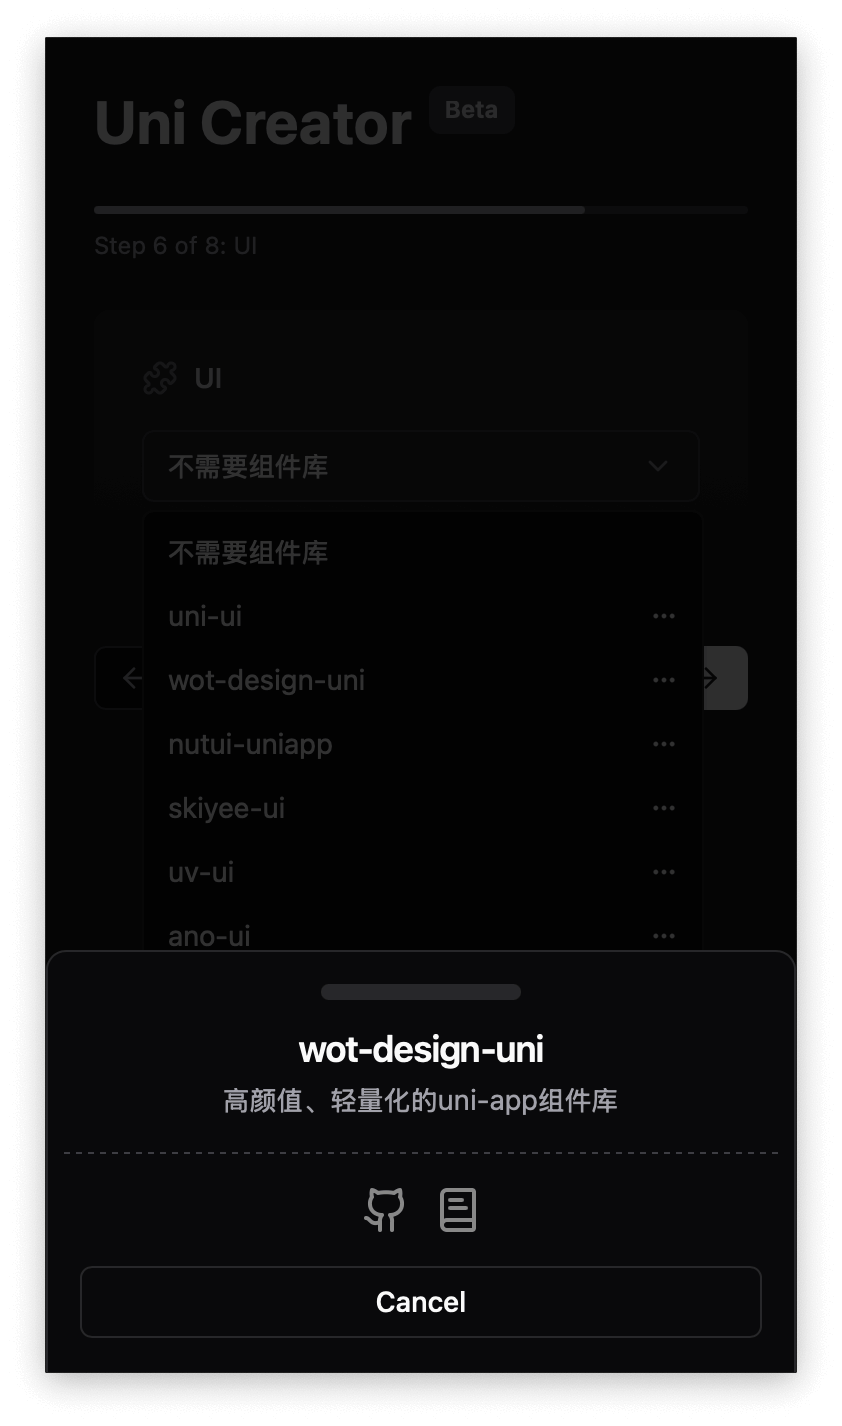 Uni Creator Beta
Step 6 of 8: UI
UI
不需要组件库
不需要组件库
uni-ui
wot-design-uni
nutui-uniapp
skiyee-ui
uv-ui
ano-ui
wot-design-uni
高颜值、轻量化的uni-app组件库
Cancel